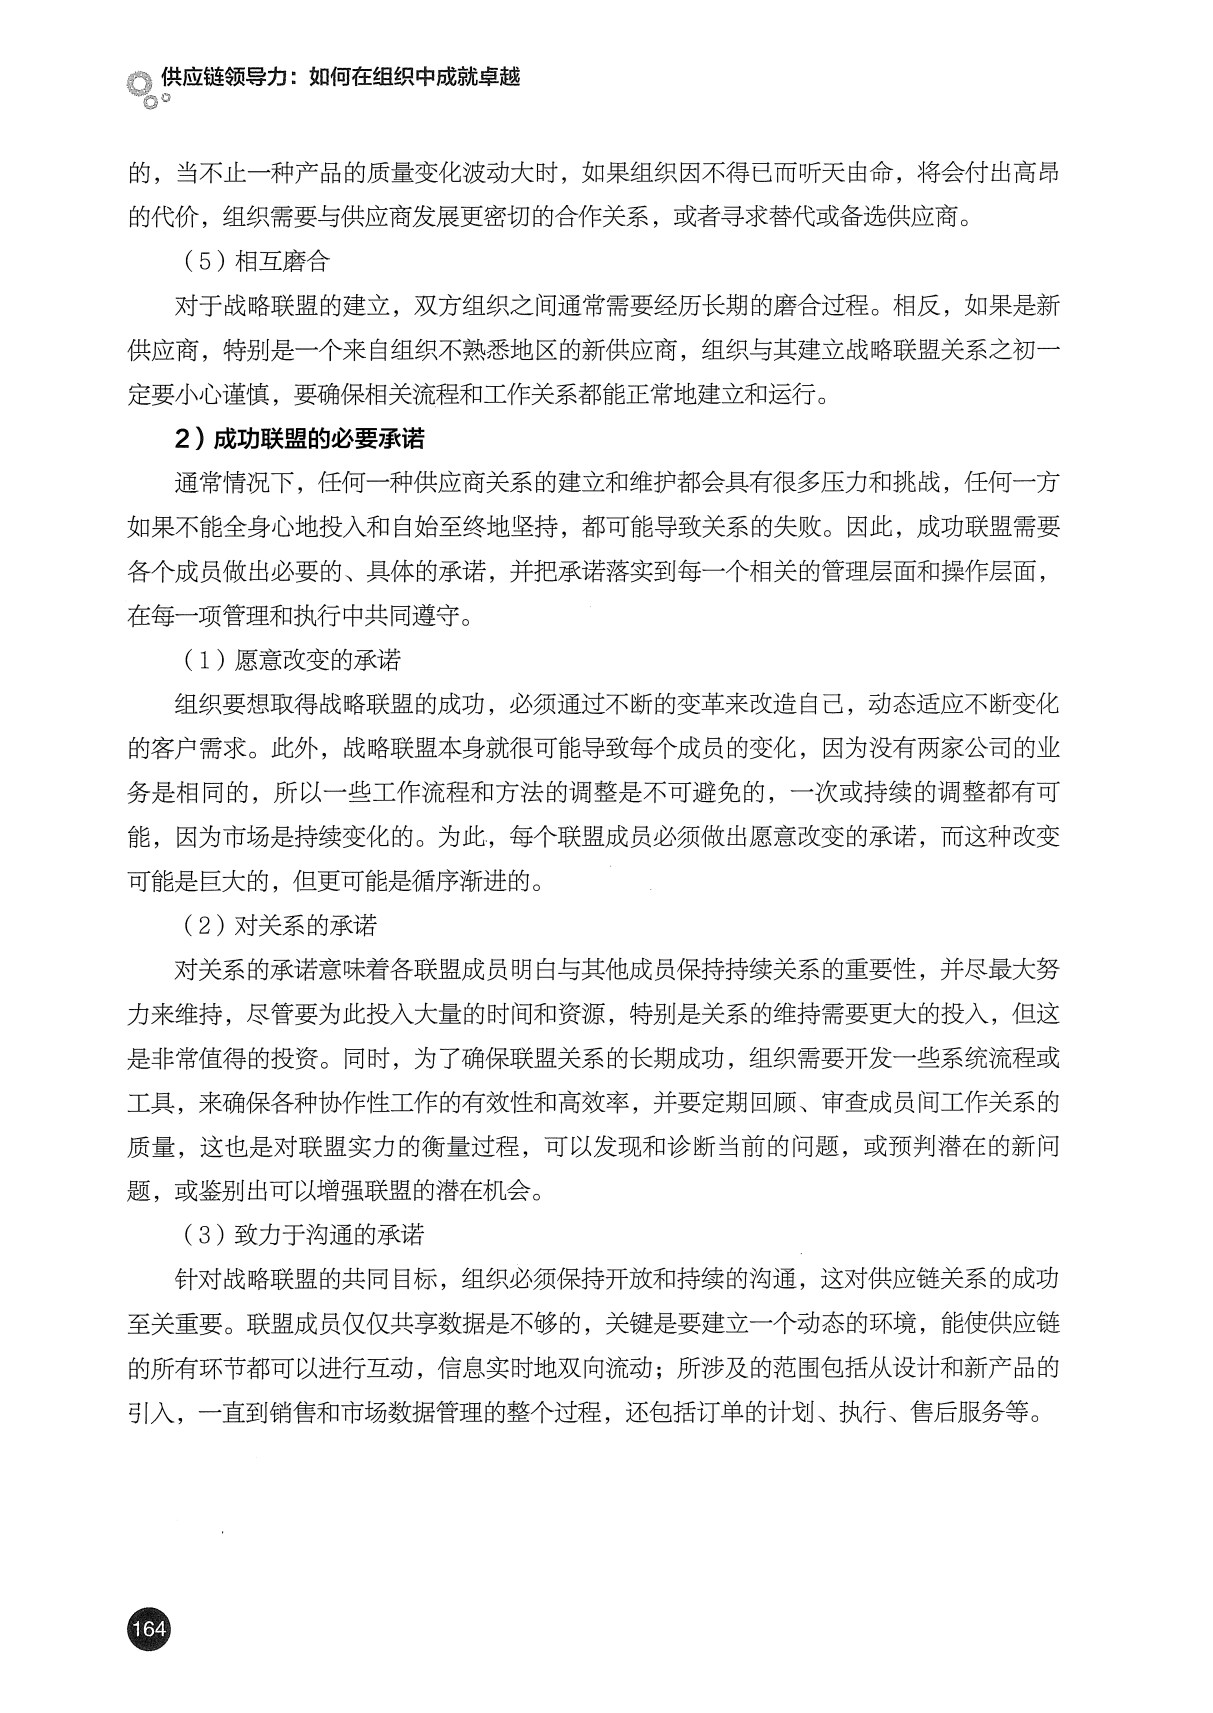 供应链领导力：如何在组织中成就卓越
的，当不止一种产品的质量变化波动大时，如果组织因不得已而听天由命，将会付出高昂
的代价，组织需要与供应商发展更密切的合作关系，或者寻求替代或备选供应商。
（5）相互磨合
对于战略联盟的建立，双方组织之间通常需要经历长期的磨合过程。相反，如果是新
供应商，特别是一个来自组织不熟悉地区的新供应商，组织与其建立战略联盟关系之初一
定要小心谨慎，要确保相关流程和工作关系都能正常地建立和运行。
2）成功联盟的必要承诺
通常情况下，任何一种供应商关系的建立和维护都会具有很多压力和挑战，任何一方
如果不能全身心地投入和自始至终地坚持，都可能导致关系的失败。因此，成功联盟需要
各个成员做出必要的、具体的承诺，并把承诺落实到每一个相关的管理层面和操作层面，
在每一项管理和执行中共同遵守。
（1）愿意改变的承诺
组织要想取得战略联盟的成功，必须通过不断的变革来改造自己，动态适应不断变化
的客户需求。此外，战略联盟本身就很可能导致每个成员的变化，因为没有两家公司的业
务是相同的，所以一些工作流程和方法的调整是不可避免的，一次或持续的调整都有可
能，因为市场是持续变化的。为此，每个联盟成员必须做出愿意改变的承诺，而这种改变
可能是巨大的，但更可能是循序渐进的。
（2）对关系的承诺
对关系的承诺意味着各联盟成员明白与其他成员保持持续关系的重要性，并尽最大努
力来维持，尽管要为此投入大量的时间和资源，特别是关系的维持需要更大的投入，但这
是非常值得的投资。同时，为了确保联盟关系的长期成功，组织需要开发一些系统流程或
工具，来确保各种协作性工作的有效性和高效率，并要定期回顾、审查成员间工作关系的
质量，这也是对联盟实力的衡量过程，可以发现和诊断当前的问题，或预判潜在的新问
题，或鉴别出可以增强联盟的潜在机会。
（3）致力于沟通的承诺
针对战略联盟的共同目标，组织必须保持开放和持续的沟通，这对供应链关系的成功
至关重要。联盟成员仅仅共享数据是不够的，关键是要建立一个动态的环境，能使供应链
的所有环节都可以进行互动，信息实时地双向流动；所涉及的范围包括从设计和新产品的
引入，一直到销售和市场数据管理的整个过程，还包括订单的计划、执行、售后服务等。
164